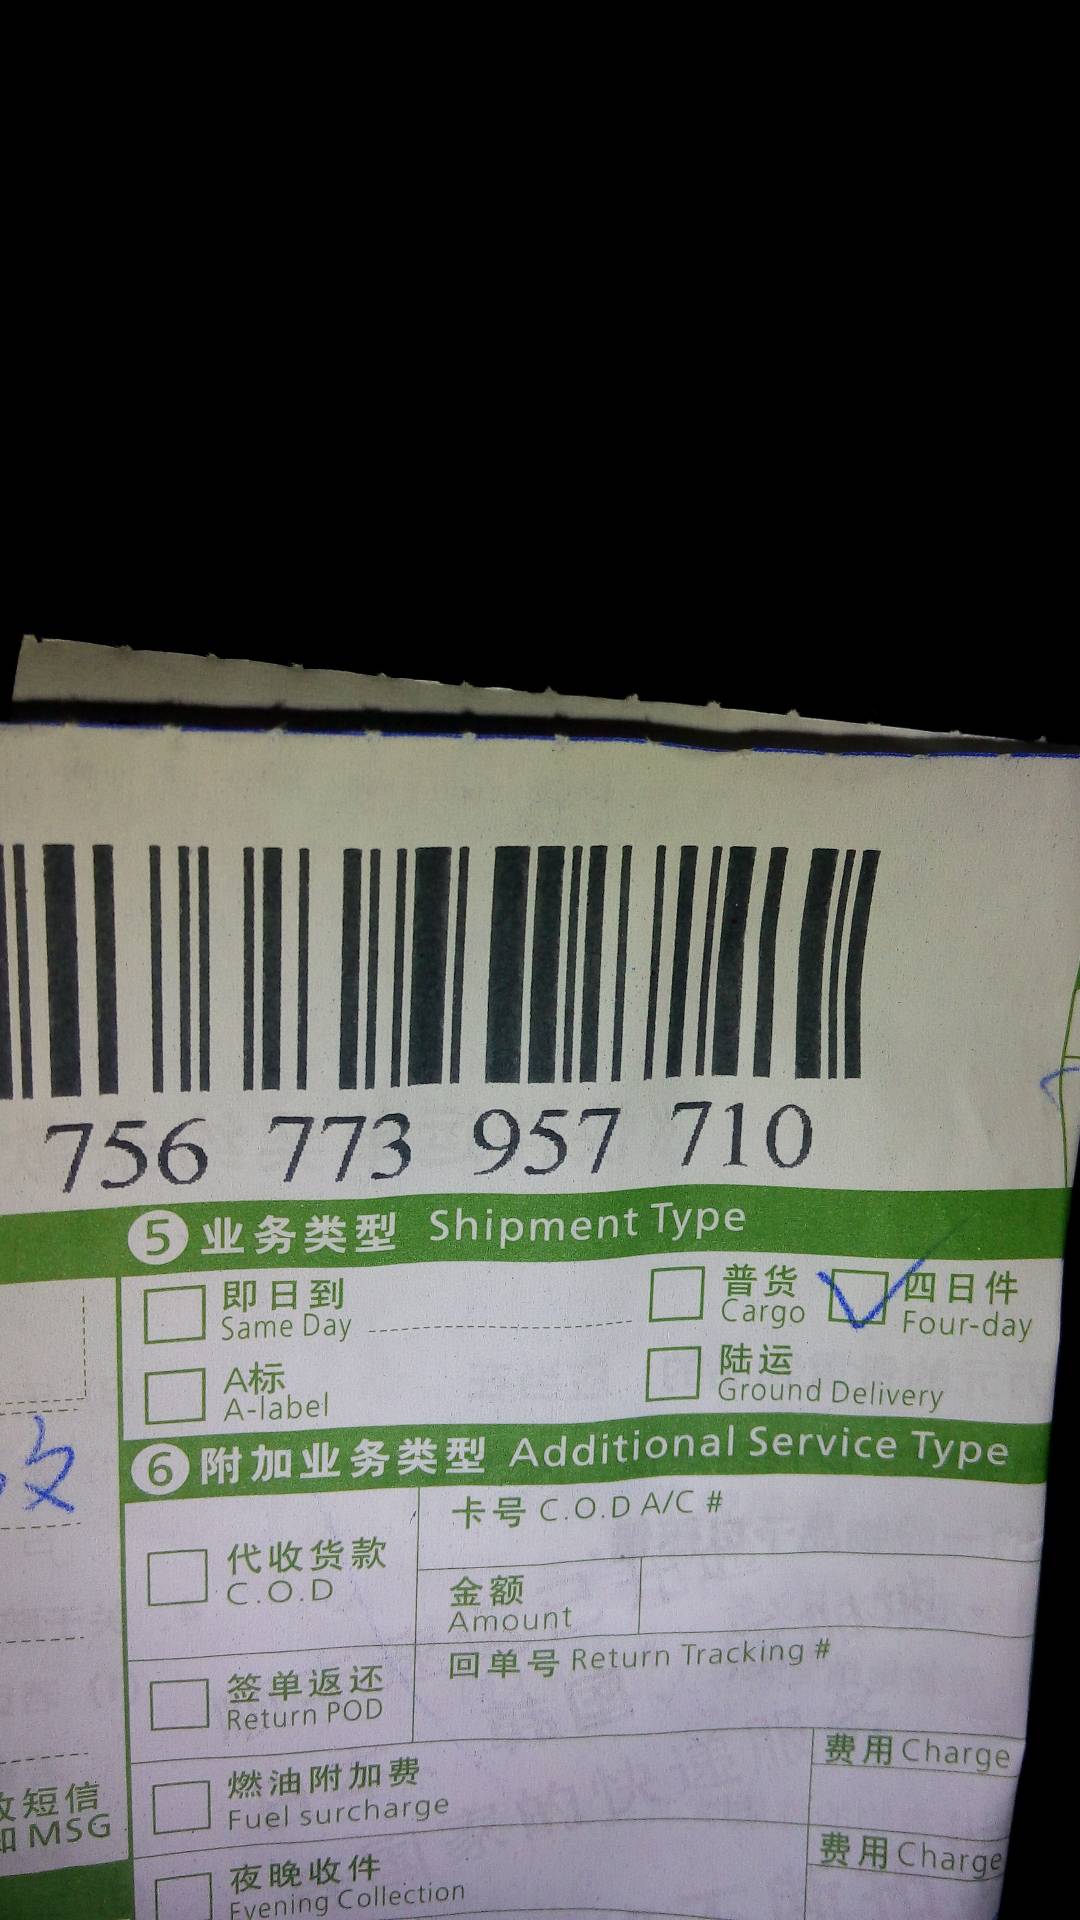 756 773 957 710
5 业务类型 Shipment Type
即日到
Same Day
普货
Cargo
四日件
Four-day
A标
A-label
陆运
Ground Delivery
6 附加业务类型 Additional Service Type
卡号 C.O.D A/C #
代收货款
C.O.D
金额
Amount
回单号 Return Tracking #
签单返还
Return POD
费用 Charge
燃油附加费
Fuel surcharge
短信
MSG
费用 Charge
夜晚收件
Evening Collection